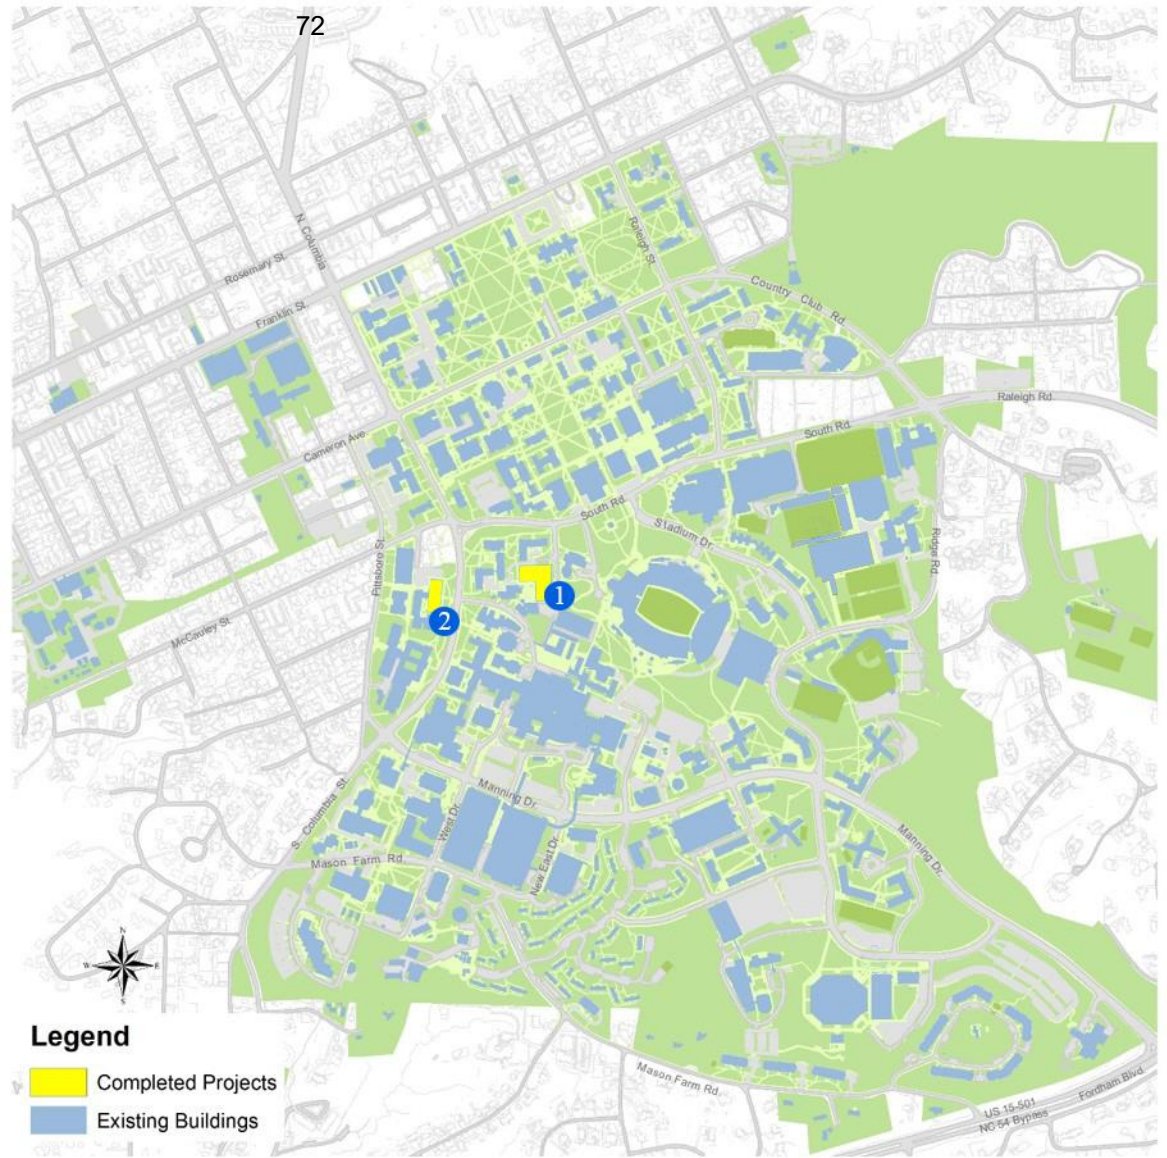 72
N. Columbia
Rosemary St.
Franklin St.
Raleigh St.
Country Club Rd.
Raleigh Rd.
Cameron Ave.
South Rd.
South Rd.
Stadium Dr.
Pittsboro St.
Ridge Rd.
1
2
McCauley St.
Manning Dr.
S. Columbia St.
West Dr.
Manning Dr.
Mason Farm Rd.
New East Dr.
N
W E
S
Legend
Completed Projects
Existing Buildings
Mason Farm Rd.
Fordham Blvd.
US 15-501
NC 54 Bypass